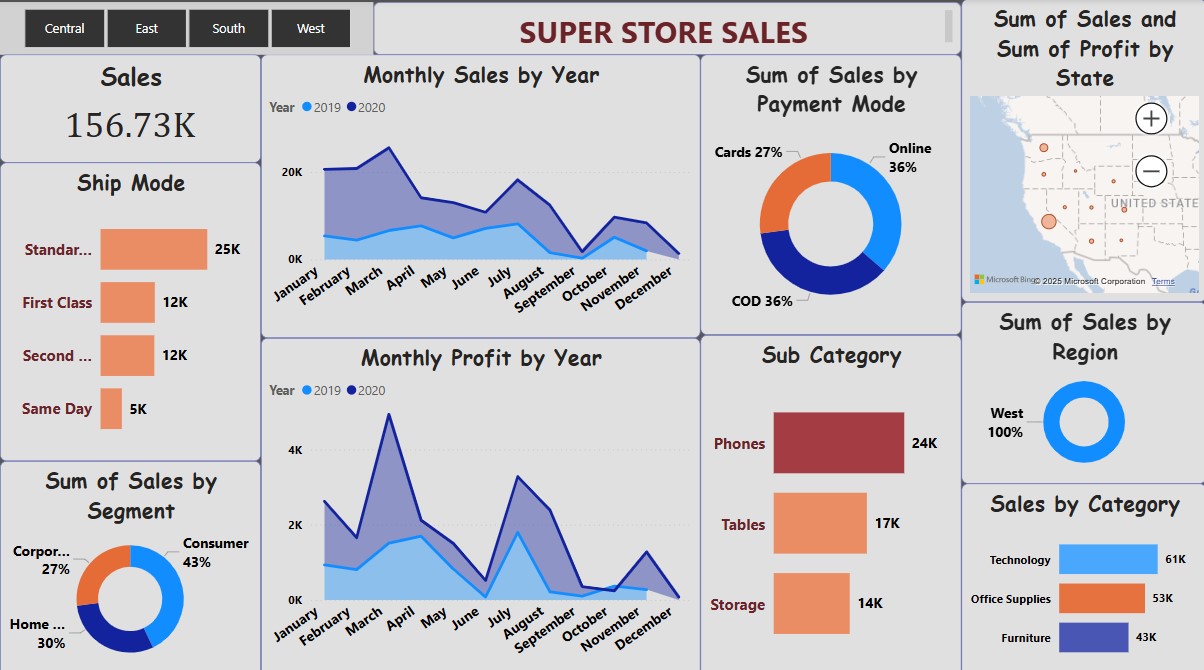 Central
East
South
West
SUPER STORE SALES
Sum of Sales and
Sum of Profit by
State
Sales
156.73K
Monthly Sales by Year
Year 2019 2020
20K
0K
January
February
March
April
May
June
July
August
September
October
November
December
Sum of Sales by
Payment Mode
Cards 27%
Online
36%
COD 36%
UNITED STATE
Microsoft Bing
© 2025 Microsoft Corporation
Terms
Ship Mode
Standar...
25K
First Class
12K
Second ...
12K
Same Day
5K
Monthly Profit by Year
Year 2019 2020
4K
2K
0K
January
February
March
April
May
June
July
August
September
October
November
December
Sub Category
Phones
24K
Tables
17K
Storage
14K
Sum of Sales by
Region
West
100%
Sum of Sales by
Segment
Corpor...
27%
Consumer
43%
Home ...
30%
Sales by Category
Technology
61K
Office Supplies
53K
Furniture
43K